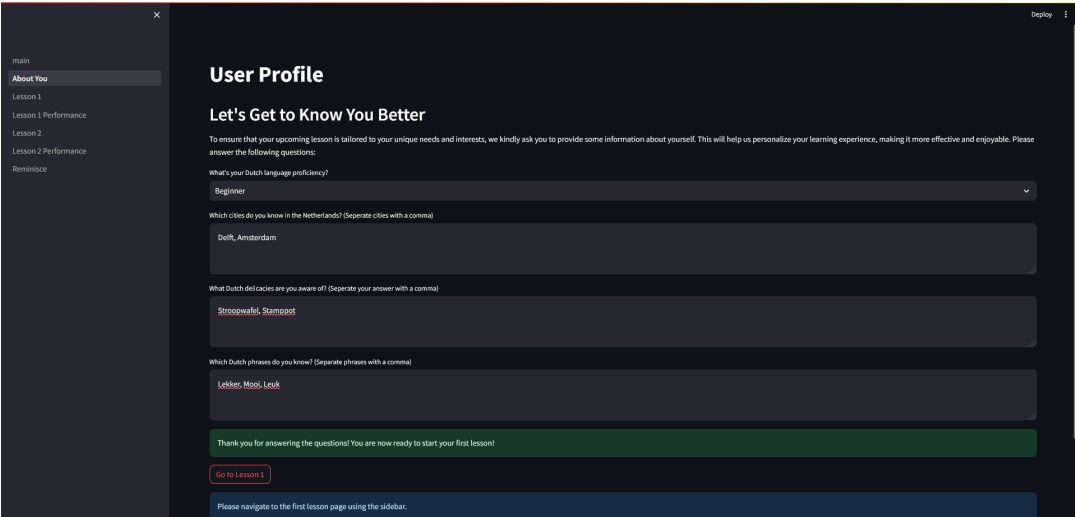 Deploy
main
About You
Lesson 1
Lesson 1 Performance
Lesson 2
Lesson 2 Performance
Reminisce
User Profile
Let's Get to Know You Better
To ensure that your upcoming lesson is tailored to your unique needs and interests, we kindly ask you to provide some information about yourself. This will help us personalize your learning experience, making it more effective and enjoyable. Please
answer the following questions:
What's your Dutch language proficiency?
Beginner
Which cities do you know in the Netherlands? (Seperate cities with a comma)
Delft, Amsterdam
What Dutch delicacies are you aware of? (Seperate your answer with a comma)
Stroopwafel, Stamppot
Which Dutch phrases do you know? (Separate phrases with a comma)
Lekker, Mooi, Leuk
Thank you for answering the questions! You are now ready to start your first lesson!
Go to Lesson 1
Please navigate to the first lesson page using the sidebar.